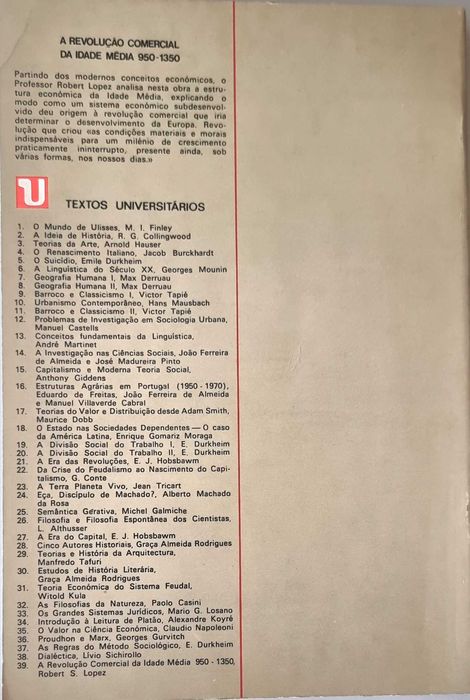 A REVOLUÇÃO COMERCIAL
DA IDADE MÉDIA 950-1350
Partindo dos modernos conceitos económicos, o
Professor Robert Lopez analisa nesta obra a estru-
tura económica da Idade Média, explicando o
modo como um sistema económico subdesenvol-
vido deu origem à revolução comercial que iria
determinar o desenvolvimento da Europa. Revo-
lução que criou «as condições materiais e morais
indispensáveis para um milénio de crescimento
praticamente ininterrupto, presente ainda, sob
várias formas, nos nossos dias.»
U TEXTOS UNIVERSITÁRIOS
1. O Mundo de Ulisses, M. I. Finley
2. A Ideia de História, R. G. Collingwood
3. Teorias da Arte, Arnold Hauser
4. O Renascimento Italiano, Jacob Burckhardt
5. O Suicídio, Emile Durkheim
6. A Linguística do Século XX, Georges Mounin
7. Geografia Humana I, Max Derruau
8. Geografia Humana II, Max Derruau
9. Barroco e Classicismo I, Victor Tapié
10. Urbanismo Contemporâneo, Hans Mausbach
11. Barroco e Classicismo II, Victor Tapié
12. Problemas de Investigação em Sociologia Urbana,
Manuel Castells
13. Conceitos fundamentais da Linguística,
André Martinet
14. A Investigação nas Ciências Sociais, João Ferreira
de Almeida e José Madureira Pinto
15. Capitalismo e Moderna Teoria Social,
Anthony Giddens
16. Estruturas Agrárias em Portugal (1950-1970),
Eduardo de Freitas, João Ferreira de Almeida
e Manuel Villaverde Cabral
17. Teorias do Valor e Distribuição desde Adam Smith,
Maurice Dobb
18. O Estado nas Sociedades Dependentes — O caso
da América Latina, Enrique Gomariz Moraga
19. A Divisão Social do Trabalho I, E. Durkheim
20. A Divisão Social do Trabalho II, E. Durkheim
21. A Era das Revoluções, E. J. Hobsbawm
22. Da Crise do Feudalismo ao Nascimento do Capi-
talismo, G. Conte
23. A Terra Planeta Vivo, Jean Tricart
24. Eça, Discípulo de Machado?, Alberto Machado
da Rosa
25. Semântica Gerativa, Michel Galmiche
26. Filosofia e Filosofia Espontânea dos Cientistas,
L. Althusser
27. A Era do Capital, E. J. Hobsbawm
28. Cinco Autores Historiais, Graça Almeida Rodrigues
29. Teorias e História da Arquitectura,
Manfredo Tafuri
30. Estudos de História Literária,
Graça Almeida Rodrigues
31. Teoria Económica do Sistema Feudal,
Witold Kula
32. As Filosofias da Natureza, Paolo Casini
33. Os Grandes Sistemas Jurídicos, Mario G. Losano
34. Introdução à Leitura de Platão, Alexandre Koyré
35. O Valor na Ciência Económica, Claudio Napoleoni
36. Proudhon e Marx, Georges Gurvitch
37. As Regras do Método Sociológico, E. Durkheim
38. Dialéctica, Lívio Sichirollo
39. A Revolução Comercial da Idade Média 950-1350,
Robert S. Lopez